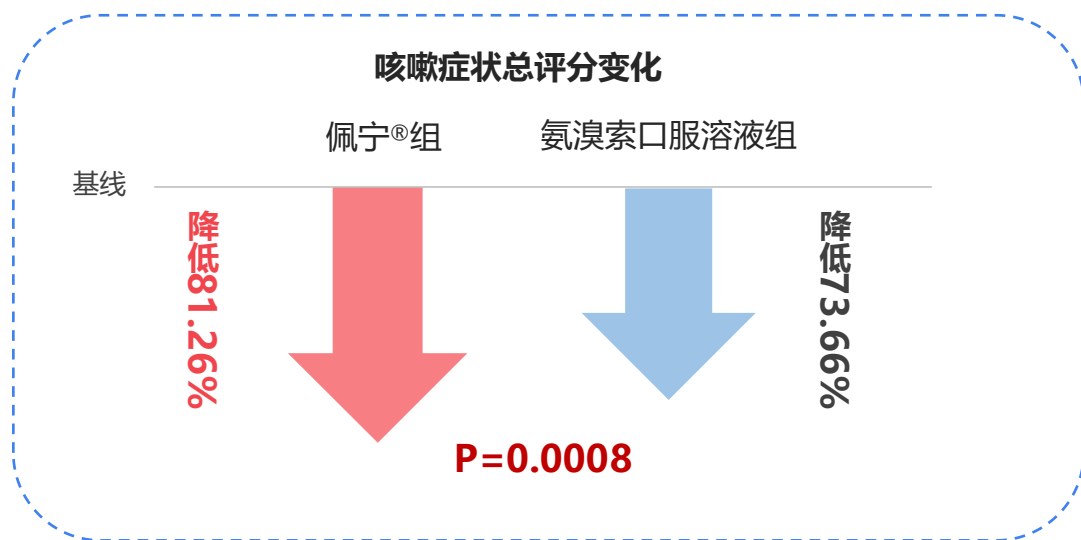 咳嗽症状总评分变化
佩宁®组
氨溴索口服溶液组
基线
降低81.26%
降低73.66%
P=0.0008